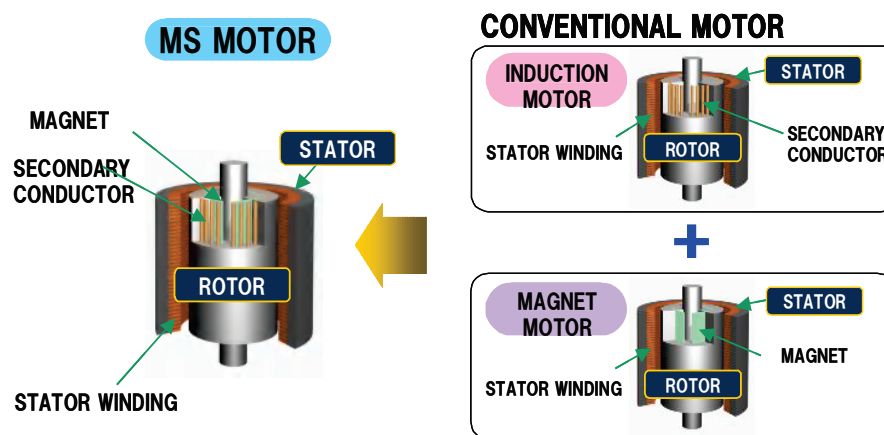 MS MOTOR
MAGNET
SECONDARY
CONDUCTOR
STATOR
ROTOR
STATOR WINDING
CONVENTIONAL MOTOR
INDUCTION
MOTOR
STATOR
STATOR WINDING
ROTOR
SECONDARY
CONDUCTOR
+
MAGNET
MOTOR
STATOR
MAGNET
STATOR WINDING
ROTOR